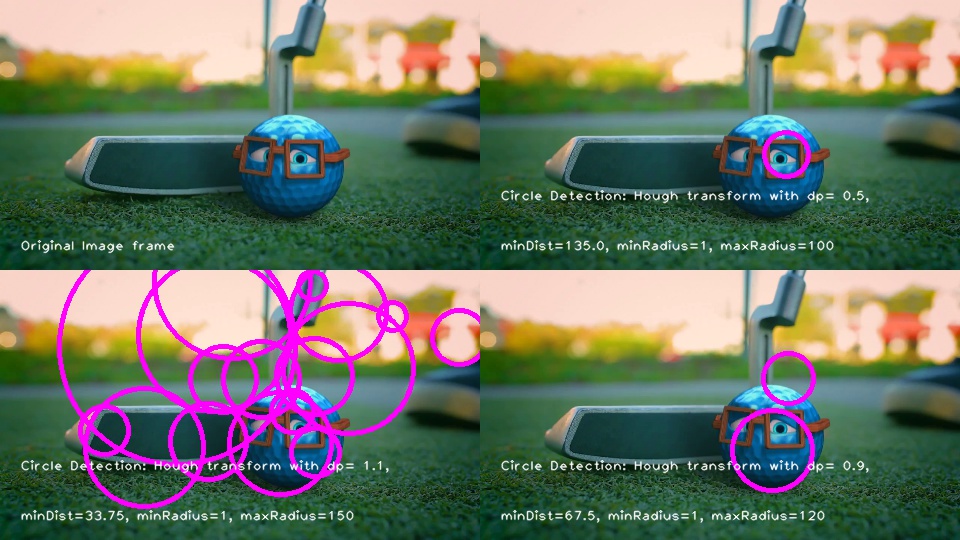 Original Image frame
Circle Detection: Hough transform with dp= 0.5,
minDist=135.0, minRadius=1, maxRadius=100
Circle Detection: Hough transform with dp= 1.1,
minDist=33.75, minRadius=1, maxRadius=150
Circle Detection: Hough transform with dp= 0.9,
minDist=67.5, minRadius=1, maxRadius=120